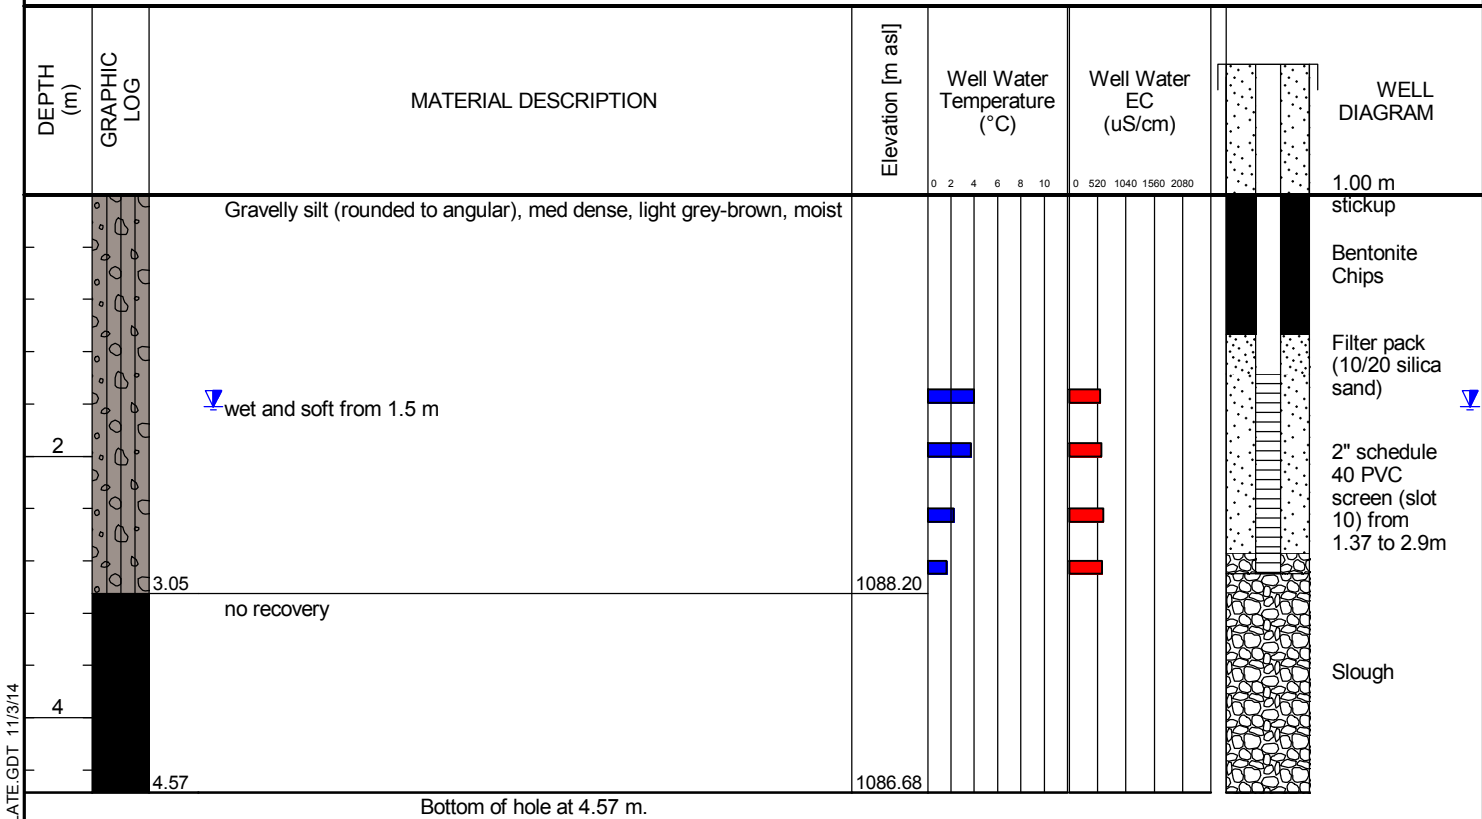 DEPTH
(m)
GRAPHIC
LOG
MATERIAL DESCRIPTION
Elevation [m asl]
Well Water
Temperature
(°C)
0 2 4 6 8 10
Well Water
EC
(uS/cm)
0 520 1040 1560 2080
WELL
DIAGRAM
1.00 m
stickup
Gravelly silt (rounded to angular), med dense, light grey-brown, moist
Bentonite
Chips
Filter pack
(10/20 silica
sand)
wet and soft from 1.5 m
2
2" schedule
40 PVC
screen (slot
10) from
1.37 to 2.9m
3.05
1088.20
no recovery
Slough
4
4.57
1086.68
Bottom of hole at 4.57 m.
ATE.GDT 11/3/14